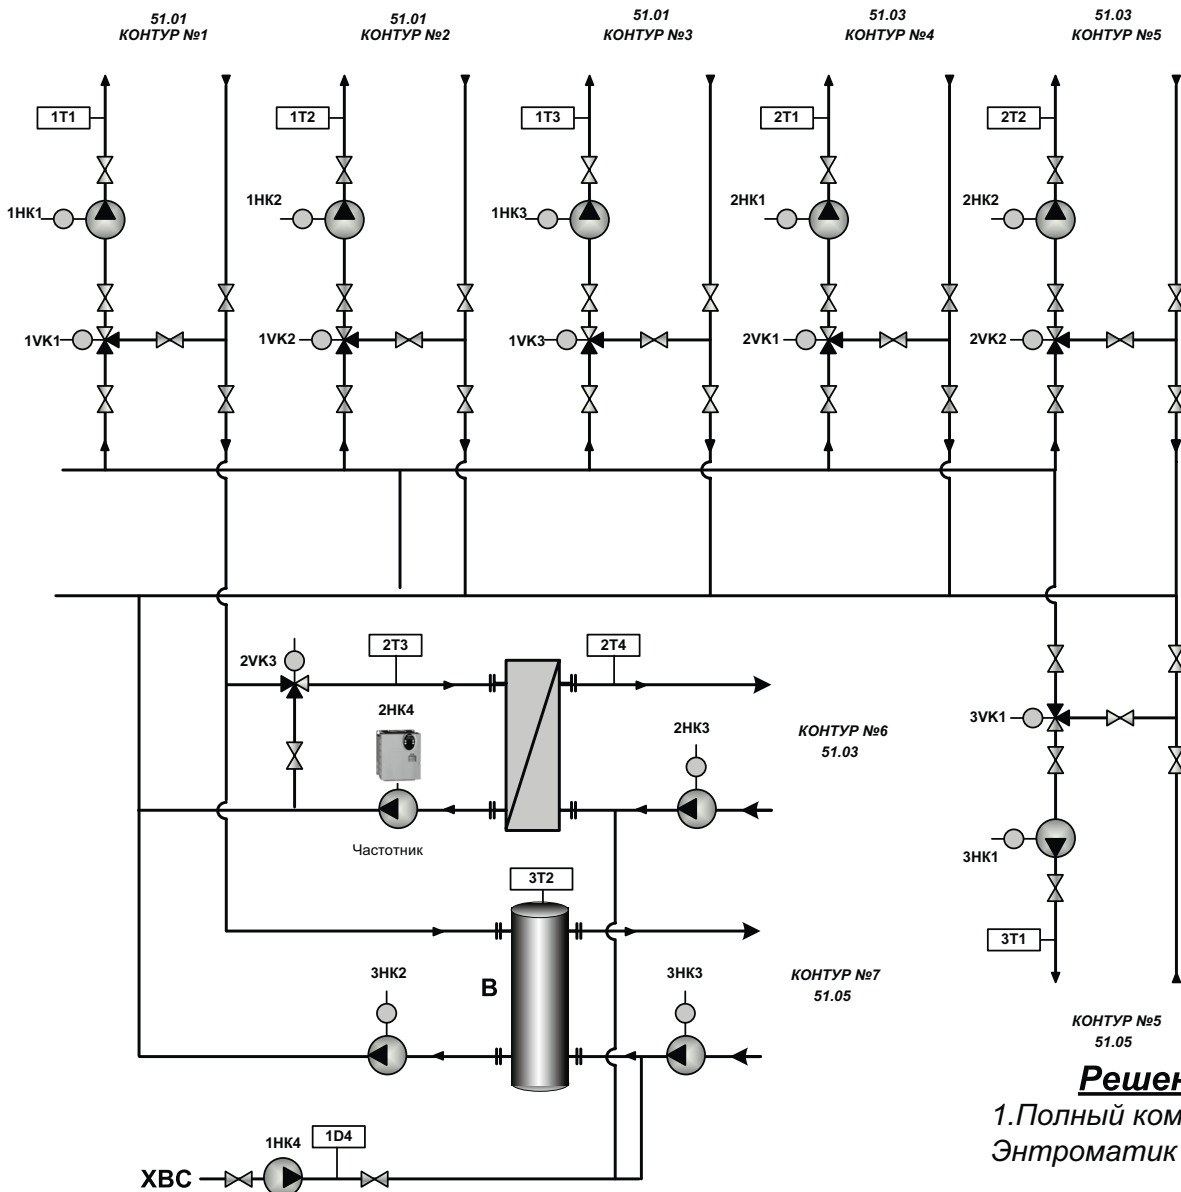 51.01
КОНТУР №1
51.01
КОНТУР №2
51.01
КОНТУР №3
51.03
КОНТУР №4
51.03
КОНТУР №5
1T1
1T2
1T3
2T1
2T2
1НК1
1НК2
1НК3
2НК1
2НК2
1VK1
1VK2
1VK3
2VK1
2VK2
2VK3
2T3
2T4
2НК4
2НК3
КОНТУР №6
51.03
3VK1
Частотник
3НК1
3T2
3T1
3НК2
B
3НК3
КОНТУР №7
51.05
КОНТУР №5
51.05
Решен
1.Полный ком
Энтроматик
1НК4
1D4
ХВС